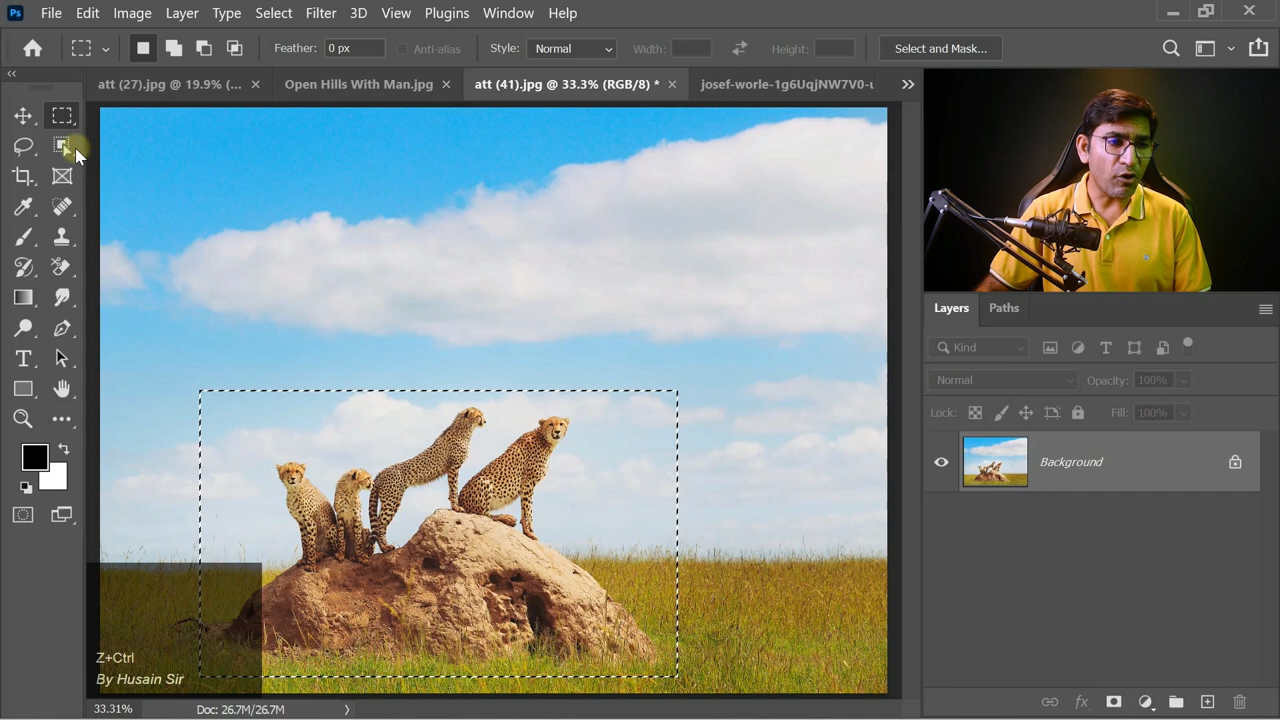 Ps File Edit Image Layer Type Select Filter 3D View Plugins Window Help
Feather: 0 px Anti-alias Style: Normal Width: Height: Select and Mask...
att (27).jpg @ 19.9% (... Open Hills With Man.jpg att (41).jpg @ 33.3% (RGB/8) * josef-worle-1g6UqjNW7V0-u
Layers Paths
Kind
Normal Opacity: 100%
Lock: Fill: 100%
Background
Z+Ctrl
By Husain Sir
33.31% Doc: 26.7M/26.7M